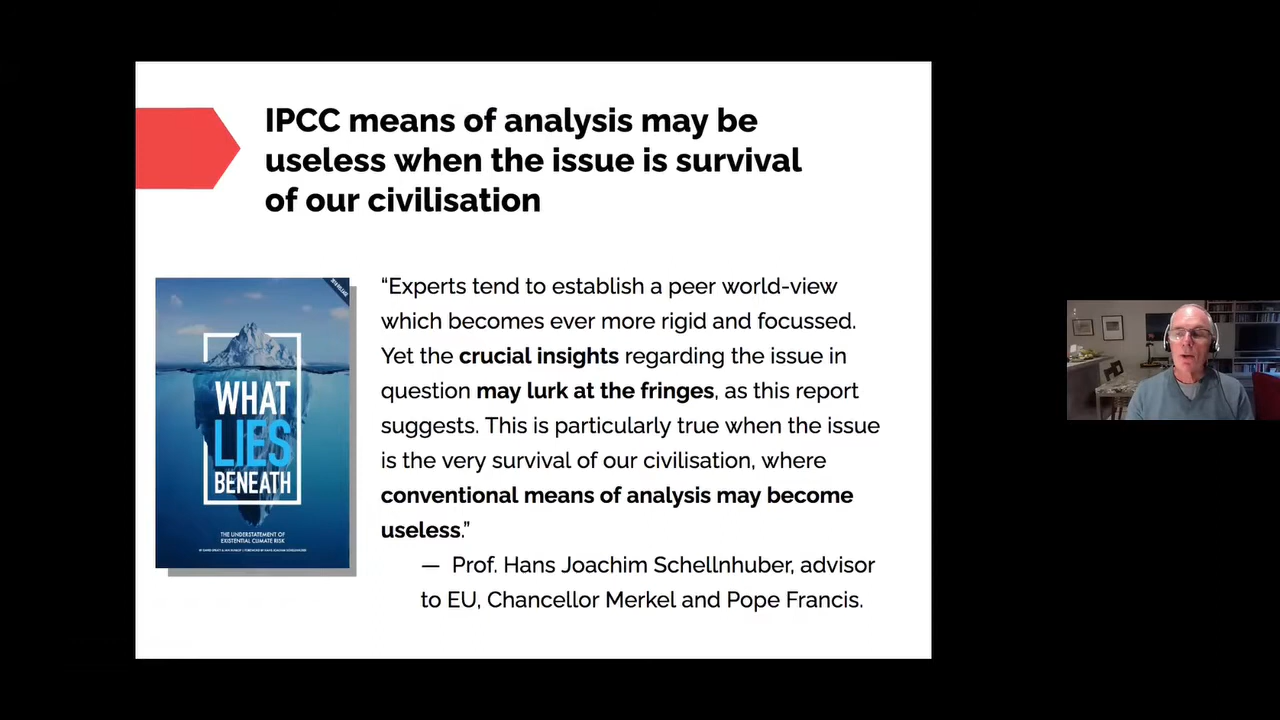 IPCC means of analysis may be
useless when the issue is survival
of our civilisation
“Experts tend to establish a peer world-view
which becomes ever more rigid and focussed.
Yet the crucial insights regarding the issue in
question may lurk at the fringes, as this report
suggests. This is particularly true when the issue
is the very survival of our civilisation, where
conventional means of analysis may become
useless.”
— Prof. Hans Joachim Schellnhuber, advisor
to EU, Chancellor Merkel and Pope Francis.
WHAT
LIES
BENEATH
THE UNDERSTATEMENT OF
EXISTENTIAL CLIMATE RISK